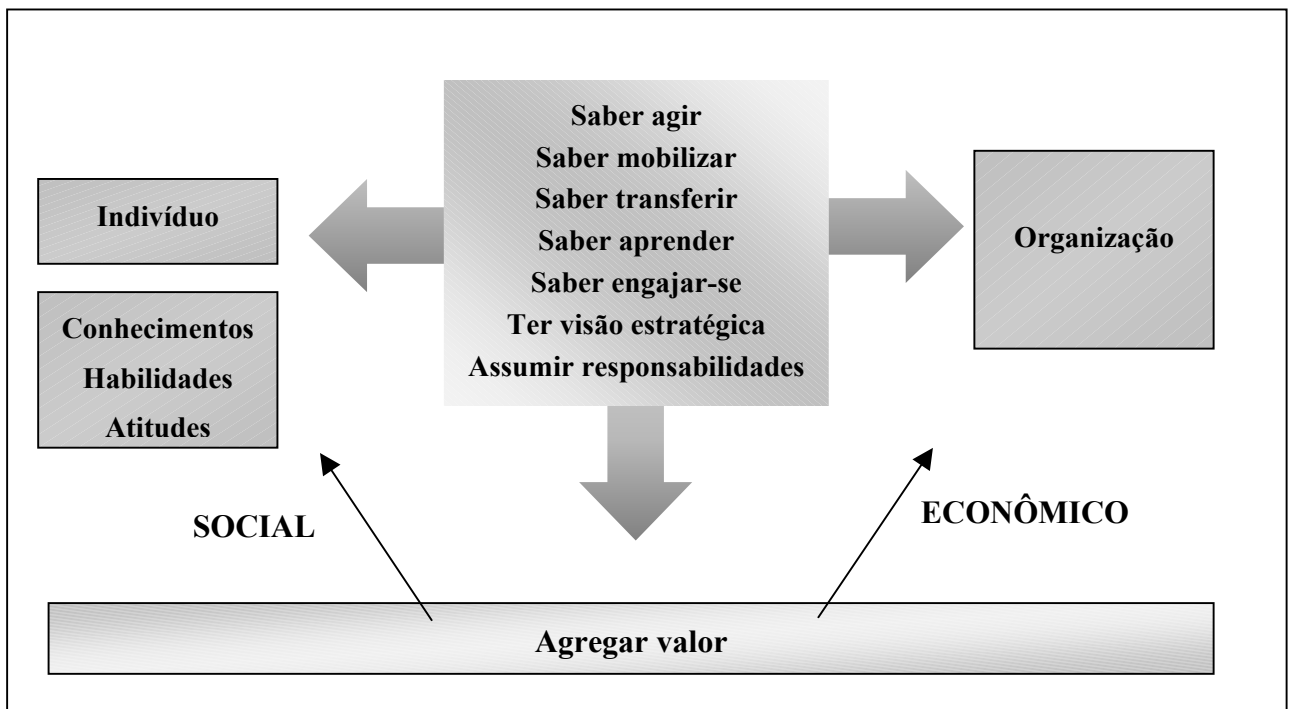 Saber agir
Saber mobilizar
Saber transferir
Saber aprender
Saber engajar-se
Ter visão estratégica
Assumir responsabilidades
Indivíduo
Conhecimentos
Habilidades
Atitudes
Organização
SOCIAL
ECONÔMICO
Agregar valor